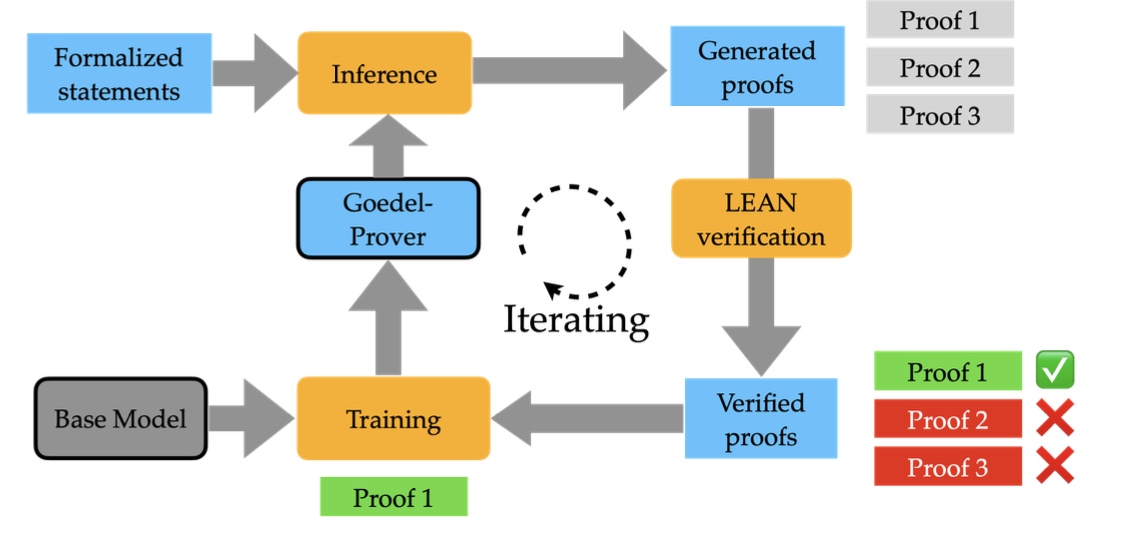 Formalized
statements
Inference
Generated
proofs
Proof 1
Proof 2
Proof 3
Goedel-
Prover
LEAN
verification
Iterating
Base Model
Training
Verified
proofs
Proof 1
Proof 2
Proof 3
Proof 1